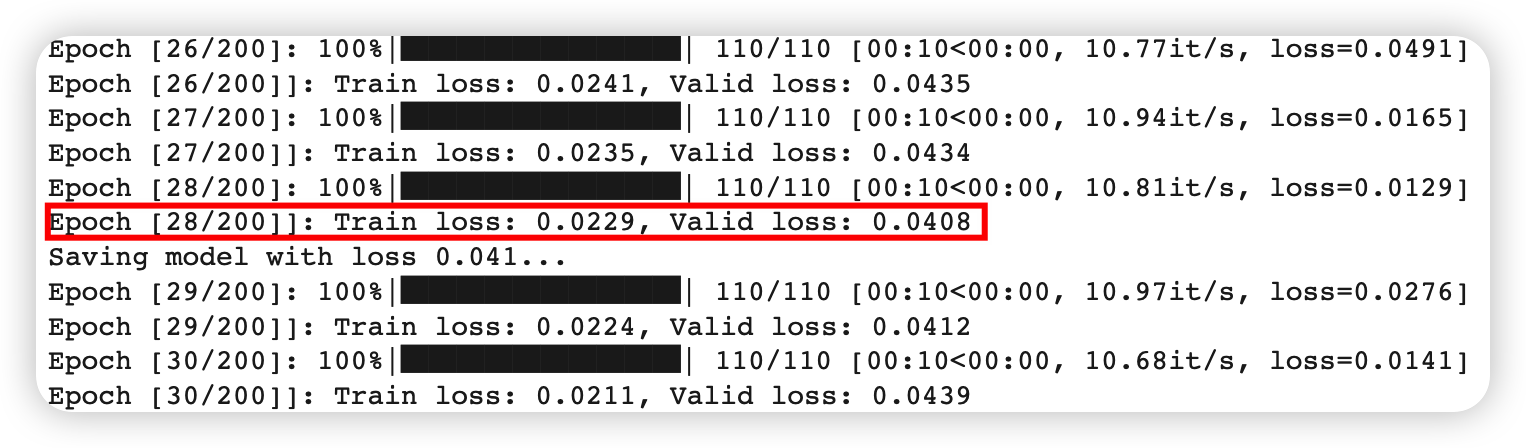 Epoch [26/200]: 100%|██████████| 110/110 [00:10<00:00, 10.77it/s, loss=0.0491]
Epoch [26/200]]: Train loss: 0.0241, Valid loss: 0.0435
Epoch [27/200]: 100%|██████████| 110/110 [00:10<00:00, 10.94it/s, loss=0.0165]
Epoch [27/200]]: Train loss: 0.0235, Valid loss: 0.0434
Epoch [28/200]: 100%|██████████| 110/110 [00:10<00:00, 10.81it/s, loss=0.0129]
Epoch [28/200]]: Train loss: 0.0229, Valid loss: 0.0408
Saving model with loss 0.041...
Epoch [29/200]: 100%|██████████| 110/110 [00:10<00:00, 10.97it/s, loss=0.0276]
Epoch [29/200]]: Train loss: 0.0224, Valid loss: 0.0412
Epoch [30/200]: 100%|██████████| 110/110 [00:10<00:00, 10.68it/s, loss=0.0141]
Epoch [30/200]]: Train loss: 0.0211, Valid loss: 0.0439